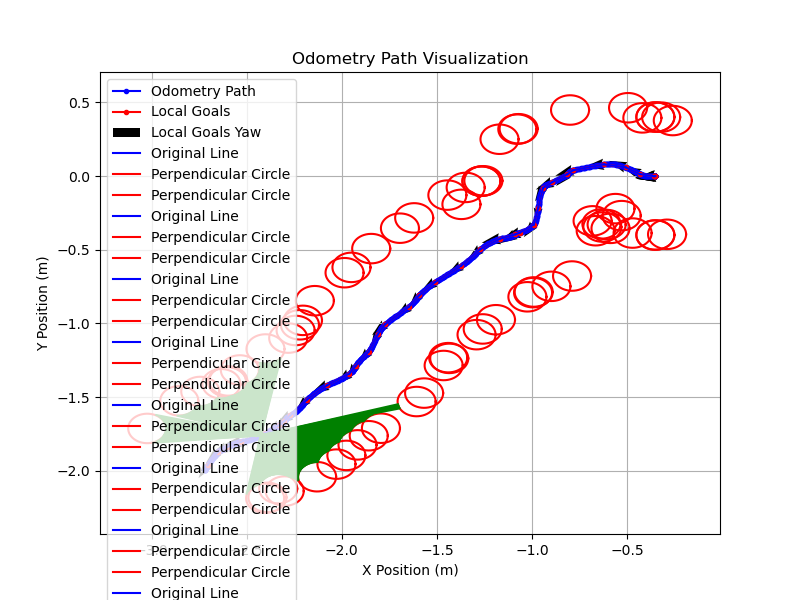 Odometry Path Visualization
Odometry Path
Local Goals
Local Goals Yaw
Original Line
Perpendicular Circle
Perpendicular Circle
Original Line
Perpendicular Circle
Perpendicular Circle
Original Line
Perpendicular Circle
Perpendicular Circle
Original Line
Perpendicular Circle
Perpendicular Circle
Original Line
Perpendicular Circle
Perpendicular Circle
Original Line
Perpendicular Circle
Perpendicular Circle
Original Line
Perpendicular Circle
Perpendicular Circle
Original Line
0.5
0.0
−0.5
−1.0
−1.5
−2.0
Y Position (m)
−2.0
−1.5
−1.0
−0.5
X Position (m)